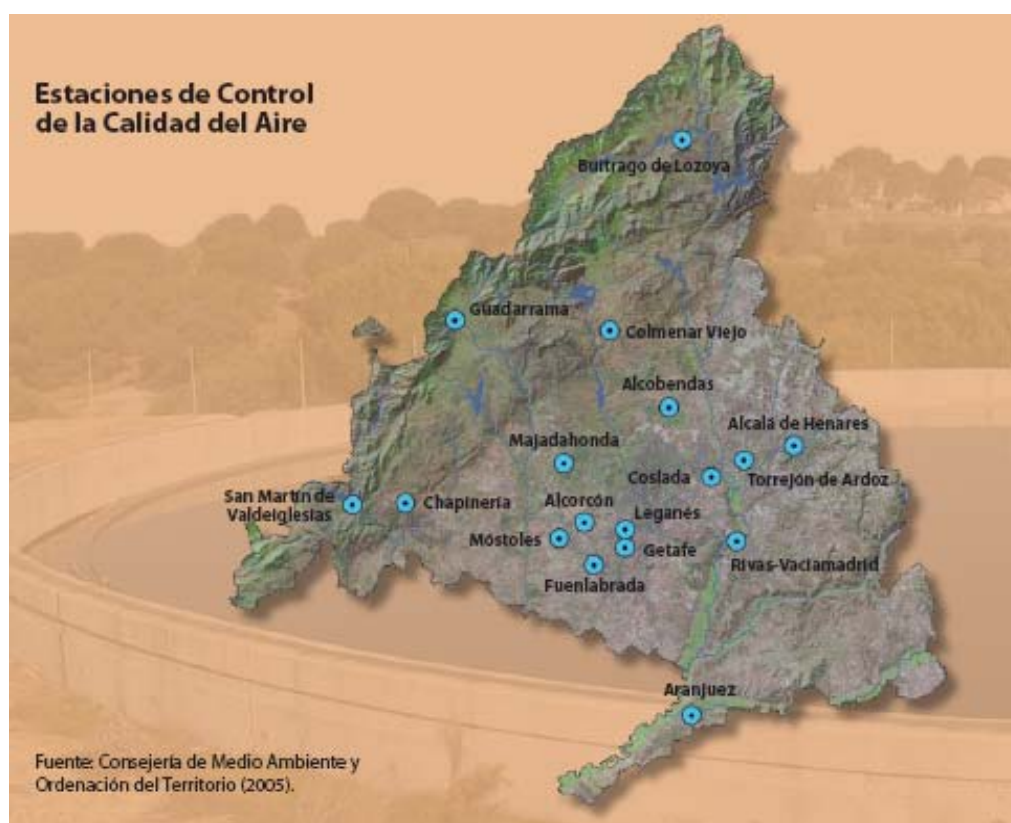 Estaciones de Control
de la Calidad del Aire
Buitrago de Lozoya
Guadarrama
Colmenar Viejo
Alcobendas
Alcalá de Henares
Majadahonda
Coslada
Torrejón de Ardoz
San Martín de
Valdeiglesias
Chapinería
Alcorcón
Leganés
Móstoles
Getafe
Rivas-Vaciamadrid
Fuenlabrada
Aranjuez
Fuente: Consejería de Medio Ambiente y
Ordenación del Territorio (2005).